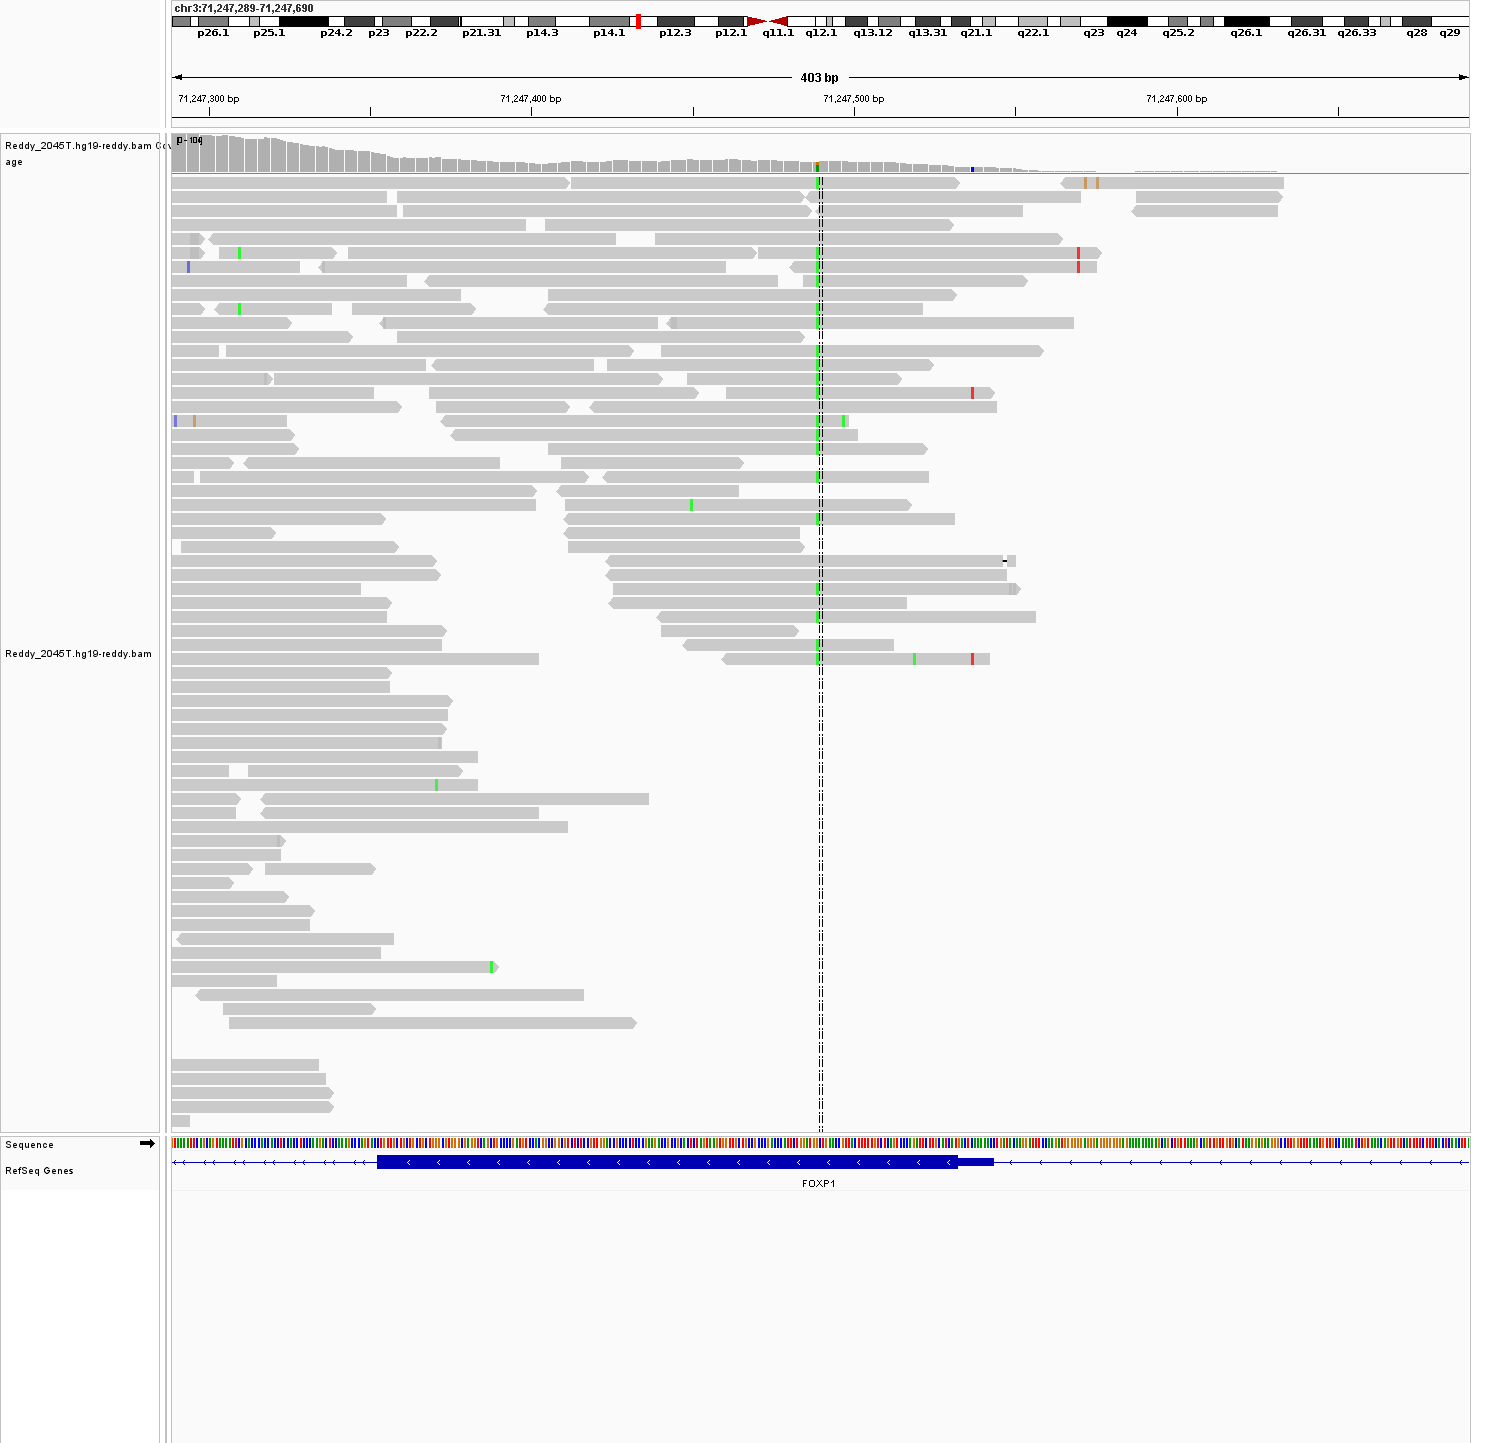 chr3:71,247,289-71,247,690
p26.1 p25.1 p24.2 p23 p22.2 p21.31 p14.3 p14.1 p12.3 p12.1 q11.1 q12.1 q13.12 q13.31 q21.1 q22.1 q23 q24 q25.2 q26.1 q26.31 q26.33 q28 q29
403 bp
71,247,300 bp 71,247,400 bp 71,247,500 bp 71,247,600 bp
[0 - 104]
Reddy_2045T.hg19-reddy.bam Cov
age
Reddy_2045T.hg19-reddy.bam
Sequence
RefSeq Genes
FOXP1